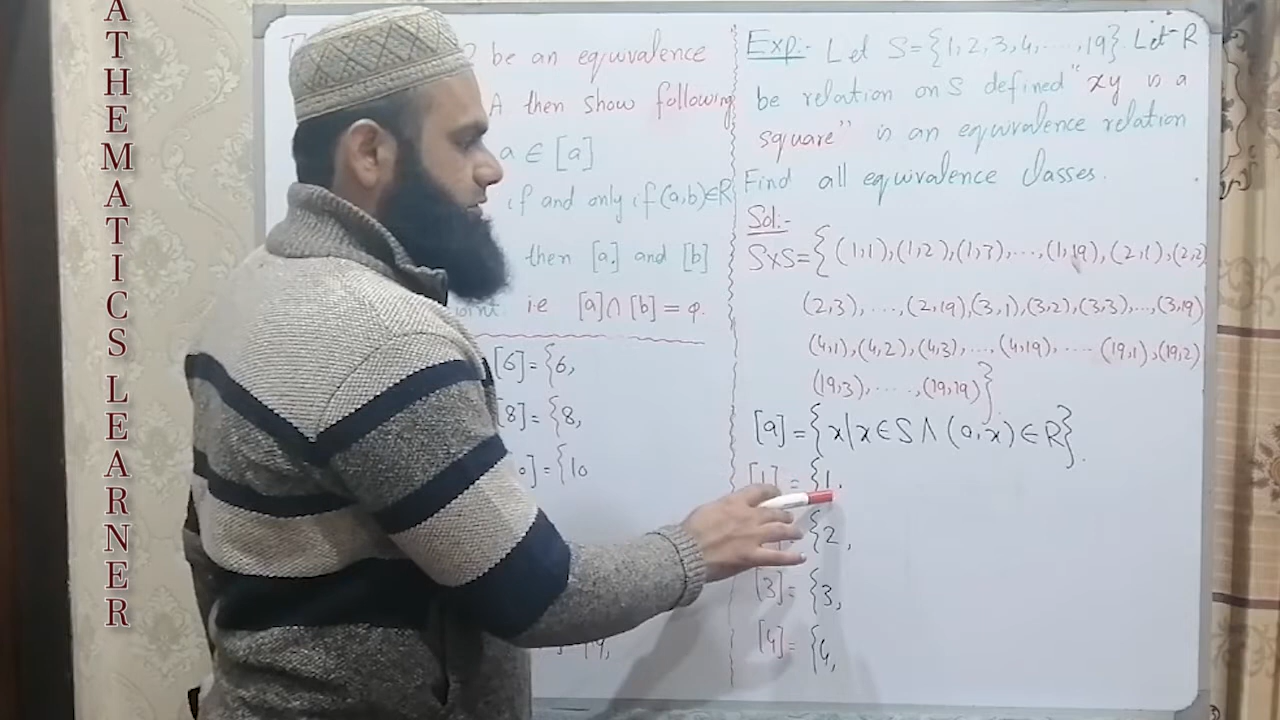 MATHEMATICS LEARNER
be an equivalence
A then show following
a ∈ [a]
if and only if (a,b)∈R
then [a] and [b]
ie [a]∩[b] = φ.
[6] = {6,
[8] = {8,
] = {10
Exp:- Let S={1,2,3,4,....,19}. Let R
be relation on S defined "xy is a
square" is an equivalence relation
Find all equivalence classes.
Sol:-
S×S={(1,1),(1,2),(1,3),...,(1,19),(2,1),(2,2)
(2,3),...,(2,19),(3,1),(3,2),(3,3),...,(3,19)
(4,1),(4,2),(4,3),...,(4,19),.... (19,1),(19,2)
(19,3),....,(19,19)}
[a] = {x|x∈S∧(a,x)∈R}.
[1] = {1,
= {2,
[3] = {3,
[4] = {4,